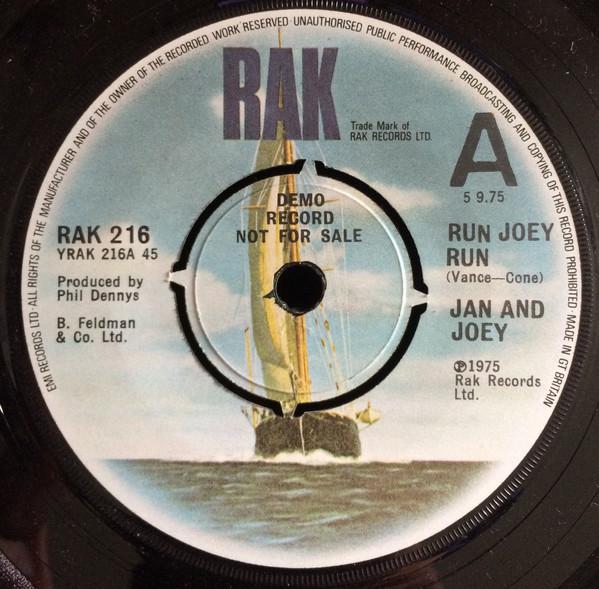 EMI RECORDS LTD · ALL RIGHTS OF THE MANUFACTURER AND OF THE OWNER OF THE RECORDED WORK RESERVED · UNAUTHORISED PUBLIC PERFORMANCE BROADCASTING AND COPYING OF THIS RECORD PROHIBITED · MADE IN GT BRITAIN
RAK
Trade Mark of
RAK RECORDS LTD.
A
5 9.75
DEMO
RECORD
NOT FOR SALE
RAK 216
YRAK 216A 45
Produced by
Phil Dennys
B. Feldman
& Co. Ltd.
RUN JOEY
RUN
(Vance—Cone)
JAN AND
JOEY
℗1975
Rak Records
Ltd.